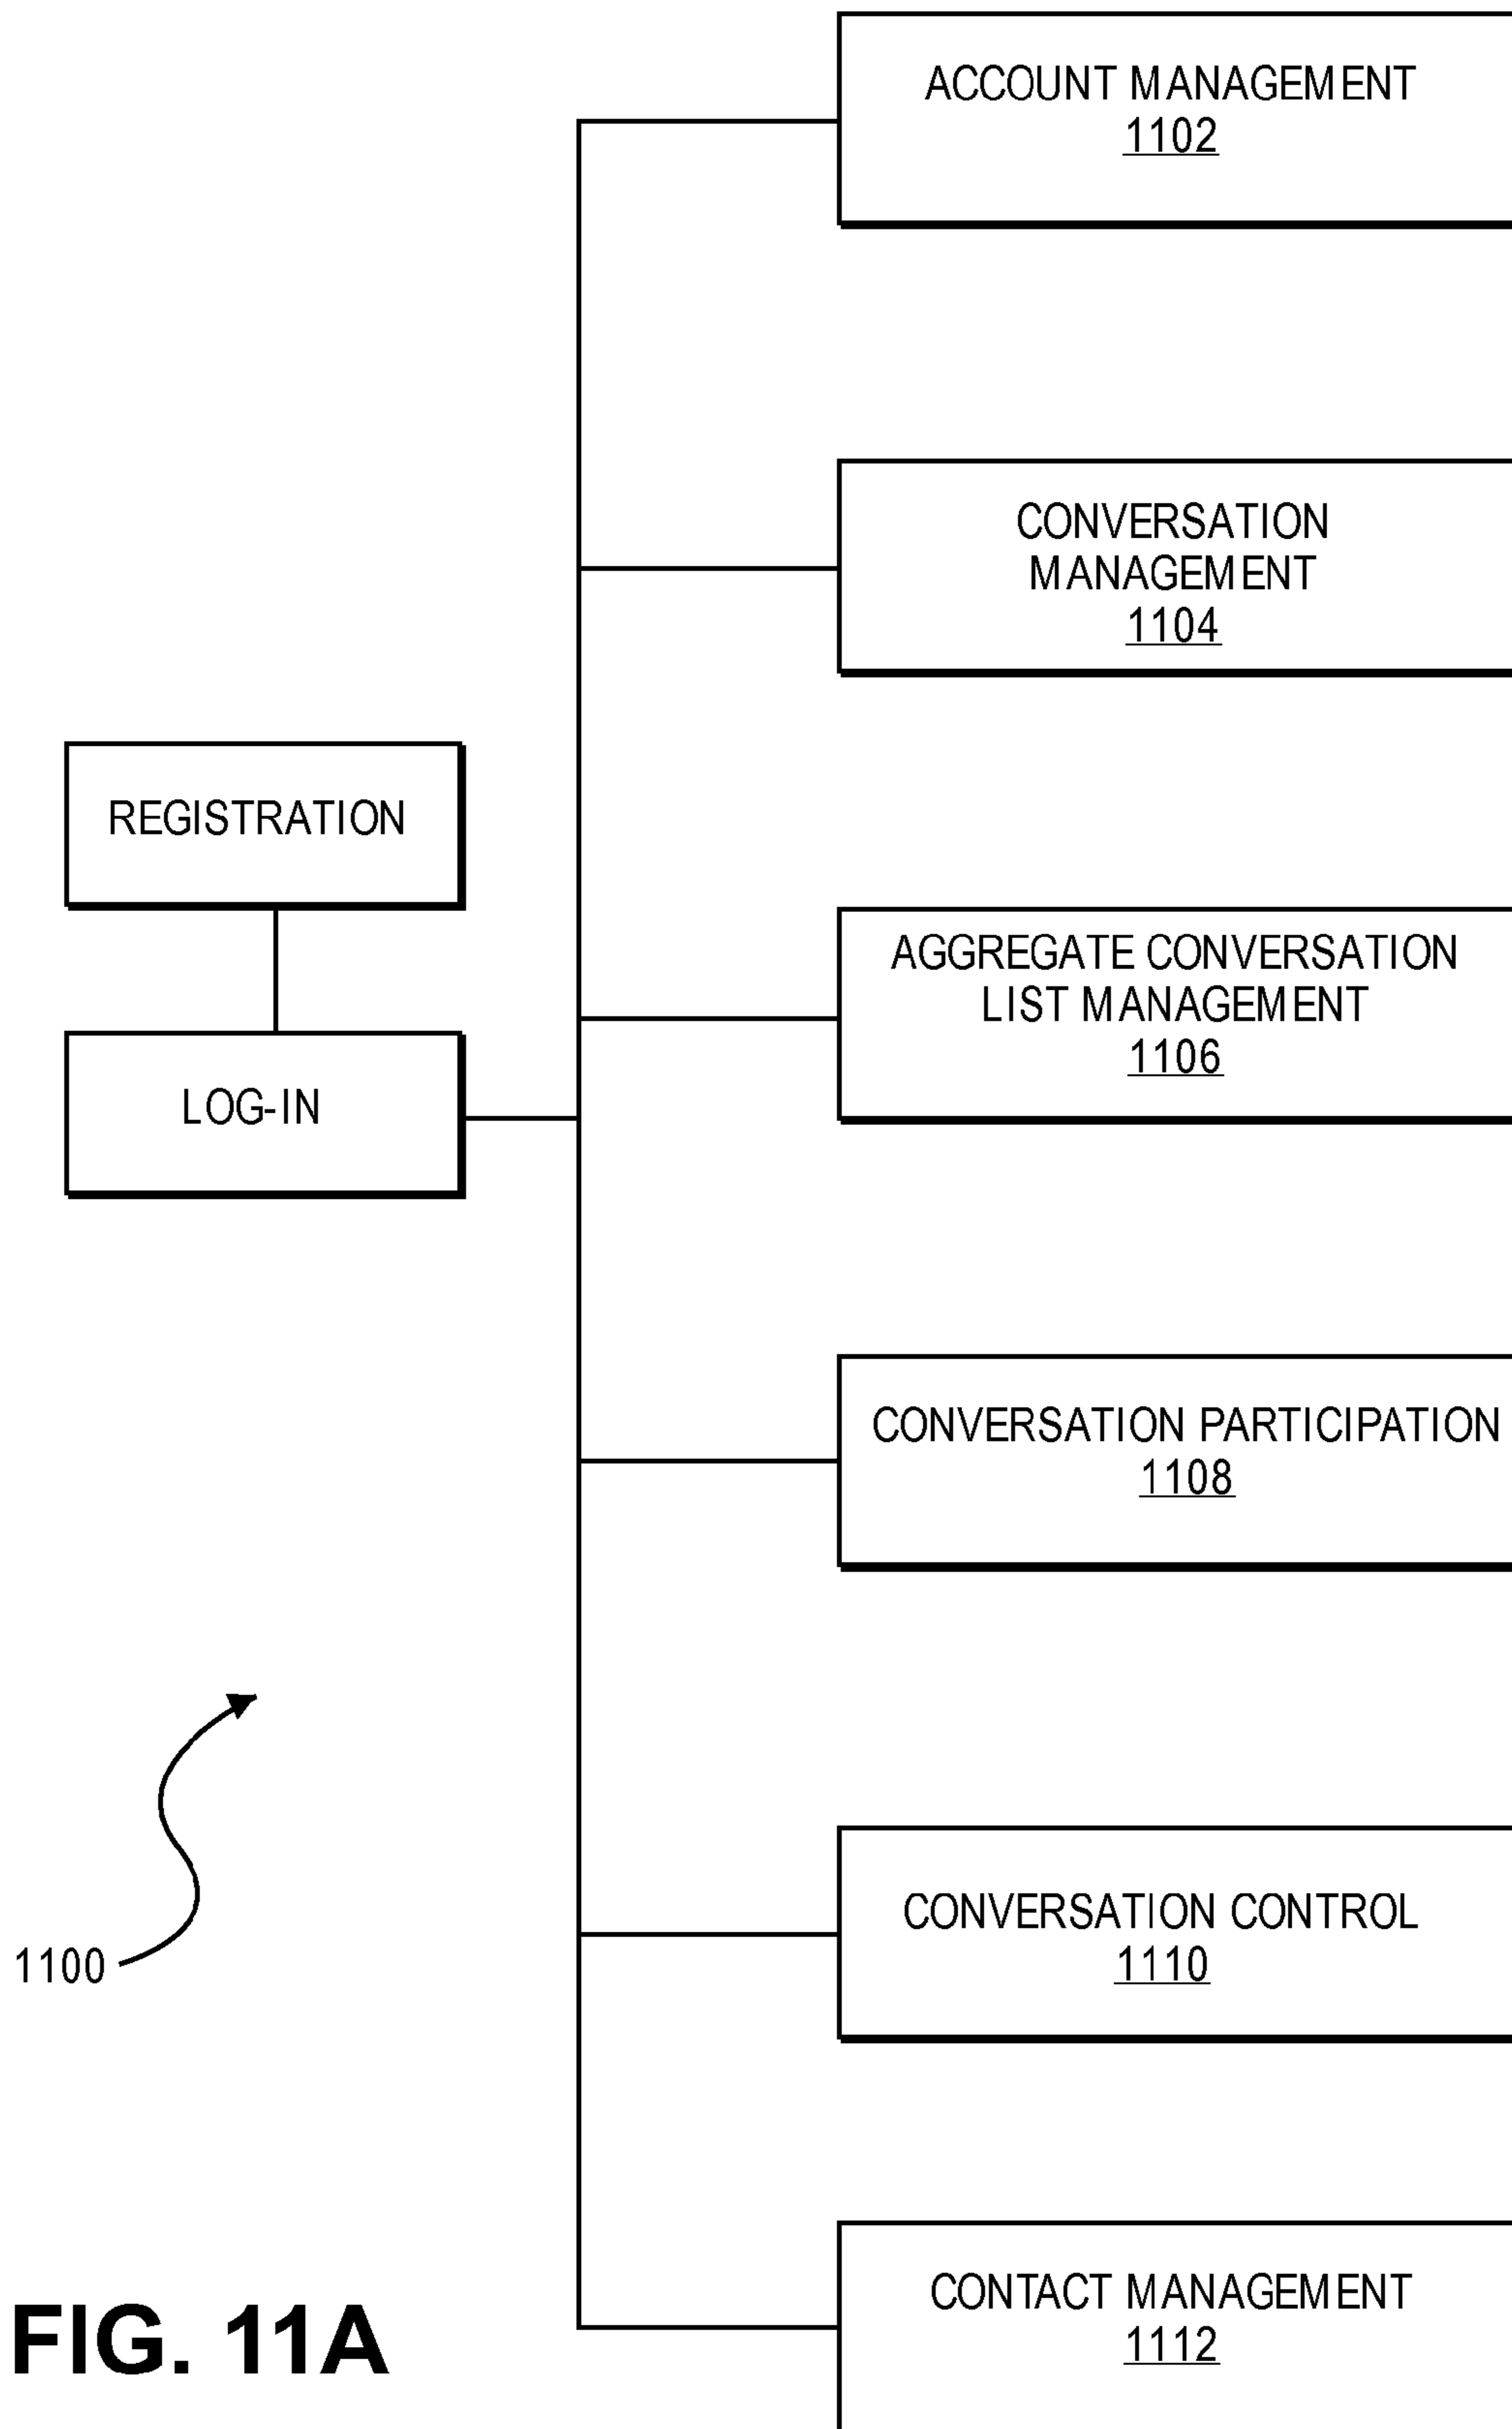 ACCOUNT MANAGEMENT
1102
CONVERSATION
MANAGEMENT
1104
REGISTRATION
AGGREGATE CONVERSATION
LIST MANAGEMENT
1106
LOG-IN
CONVERSATION PARTICIPATION
1108
CONVERSATION CONTROL
1110
1100
CONTACT MANAGEMENT
1112
FIG. 11A